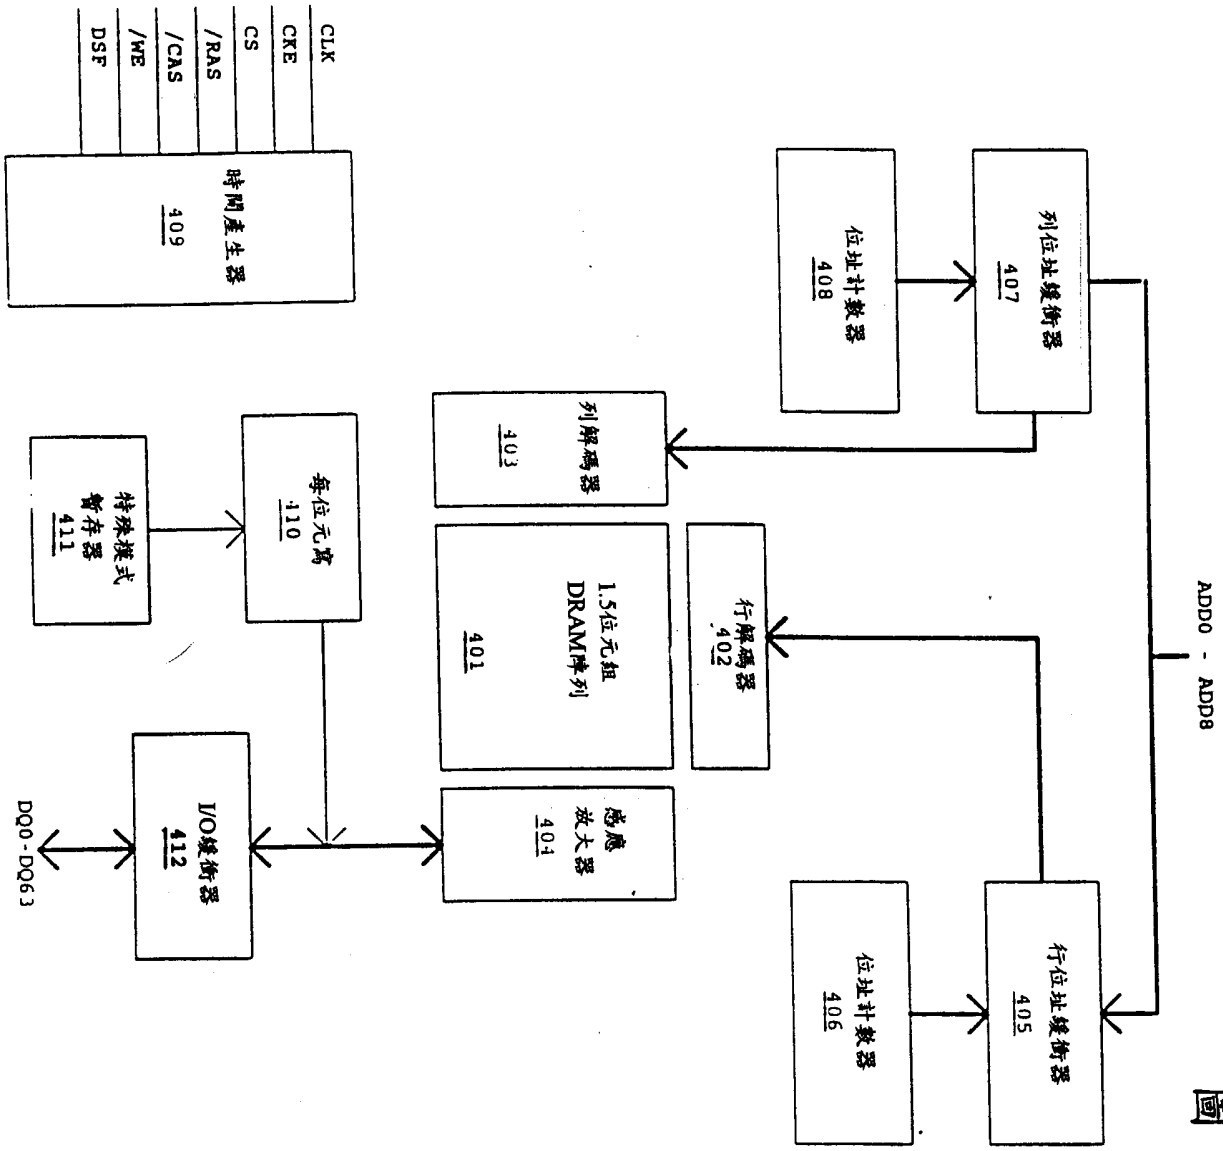 ADD0 - ADD8
圖
列位址緩衝器
407
位址計數器
408
行位址緩衝器
405
位址計數器
406
行解碼器
402
列解碼器
403
1.5位元組
DRAM陣列
401
感應
放大器
404
CLK
CKE
CS
/RAS
/CAS
/WE
DSF
時間產生器
409
每位元寫
410
特殊模式
暫存器
411
I/O緩衝器
412
DQ0-DQ63